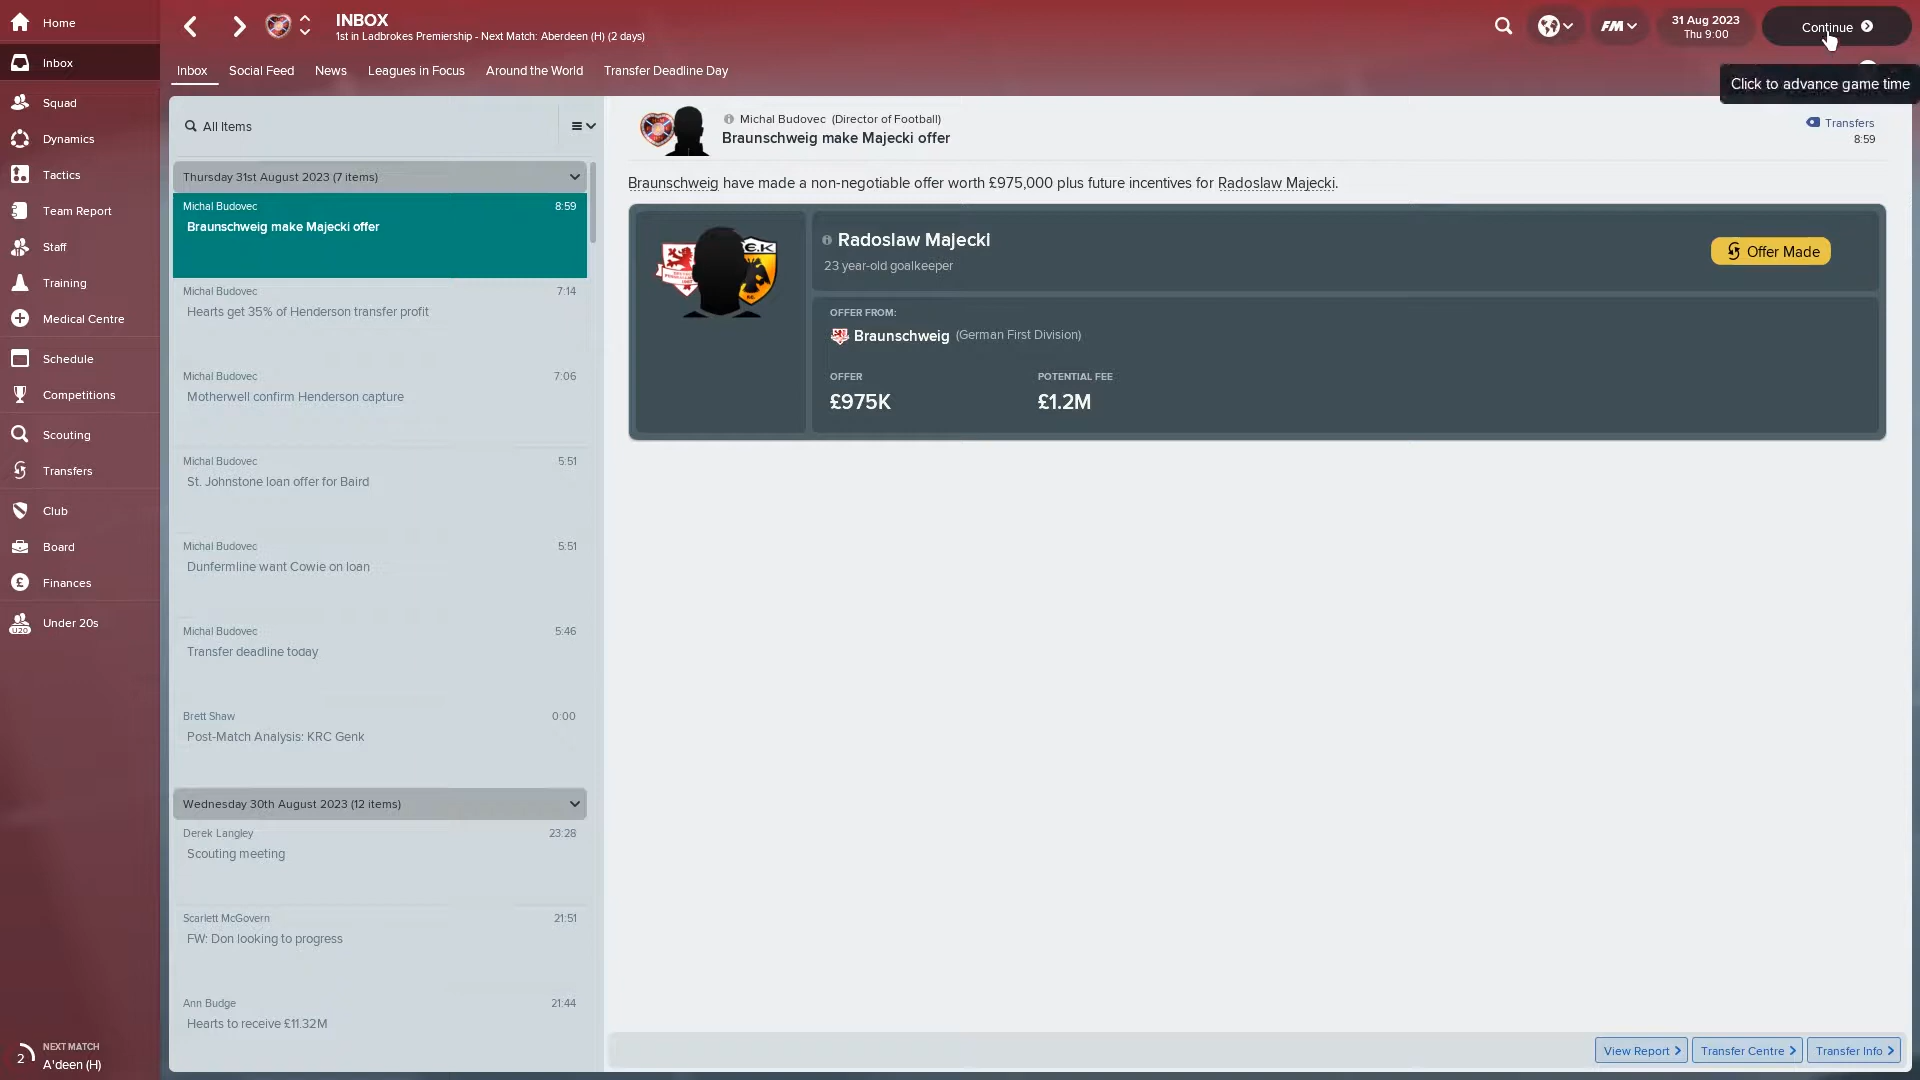 Home
Inbox
Squad
Dynamics
Tactics
Team Report
Staff
Training
Medical Centre
Schedule
Competitions
Scouting
Transfers
Club
Board
Finances
Under 20s
U20
2
NEXT MATCH
A'deen (H)
INBOX
1st in Ladbrokes Premiership - Next Match: Aberdeen (H) (2 days)
FM
31 Aug 2023
Thu 9:00
Continue
Click to advance game time
Inbox Social Feed News Leagues in Focus Around the World Transfer Deadline Day
All Items
Thursday 31st August 2023 (7 items)
Michal Budovec 8:59
Braunschweig make Majecki offer
Michal Budovec 7:14
Hearts get 35% of Henderson transfer profit
Michal Budovec 7:06
Motherwell confirm Henderson capture
Michal Budovec 5:51
St. Johnstone loan offer for Baird
Michal Budovec 5:51
Dunfermline want Cowie on loan
Michal Budovec 5:46
Transfer deadline today
Brett Shaw 0:00
Post-Match Analysis: KRC Genk
Wednesday 30th August 2023 (12 items)
Derek Langley 23:28
Scouting meeting
Scarlett McGovern 21:51
FW: Don looking to progress
Ann Budge 21:44
Hearts to receive £11.32M
Michal Budovec (Director of Football)
Braunschweig make Majecki offer
Transfers
8:59
Braunschweig have made a non-negotiable offer worth £975,000 plus future incentives for Radoslaw Majecki.
Radoslaw Majecki
23 year-old goalkeeper
Offer Made
OFFER FROM:
Braunschweig (German First Division)
OFFER POTENTIAL FEE
£975K £1.2M
View Report Transfer Centre Transfer Info